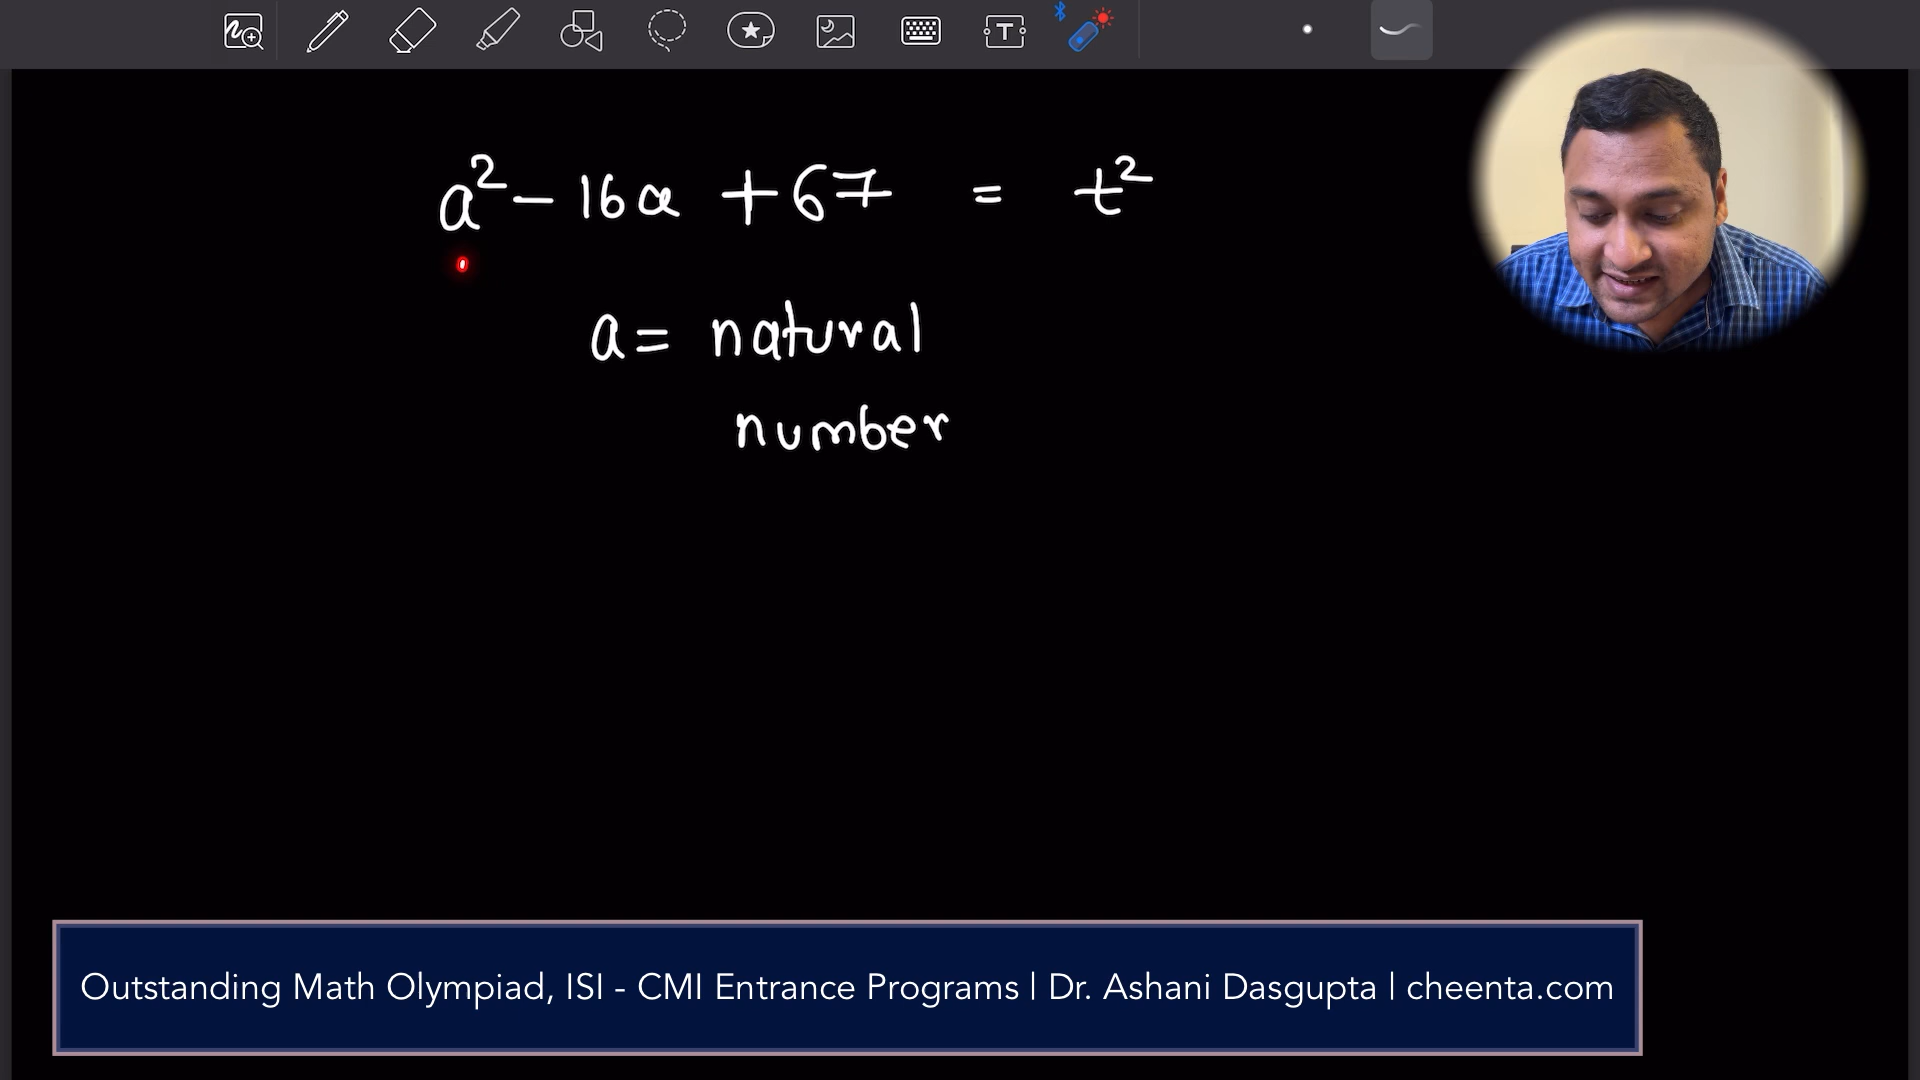 a² - 16a + 67 = t²
a = natural
number
Outstanding Math Olympiad, ISI - CMI Entrance Programs | Dr. Ashani Dasgupta | cheenta.com